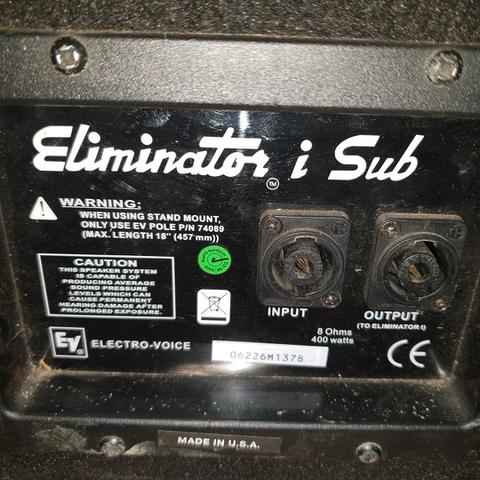 Eliminator i Sub
TM
WARNING:
WHEN USING STAND MOUNT,
ONLY USE EV POLE P/N 74089
(MAX. LENGTH 18" (457 mm))
CAUTION
THIS SPEAKER SYSTEM
IS CAPABLE OF
PRODUCING AVERAGE
SOUND PRESSURE
LEVELS WHICH CAN
CAUSE PERMANENT
HEARING DAMAGE AFTER
PROLONGED EXPOSURE.
INPUT
OUTPUT
(TO ELIMINATOR I)
8 Ohms
400 watts
EV ELECTRO-VOICE
06226M1378
CE
MADE IN U.S.A.